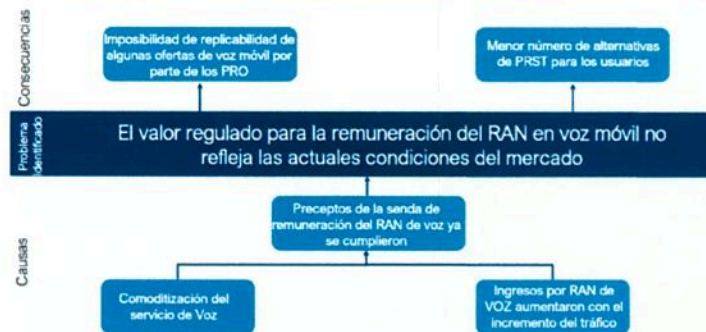 Consecuencias
Imposibilidad de replicabilidad de
algunas ofertas de voz móvil por
parte de los PRO
Menor número de alternativas
de PRST para los usuarios
Problema
identificado
El valor regulado para la remuneración del RAN en voz móvil no
refleja las actuales condiciones del mercado
Preceptos de la senda de
remuneración del RAN de voz ya
se cumplieron
Causas
Comoditización del
servicio de Voz
Ingresos por RAN de
VOZ aumentaron con el
incremento del tráfico